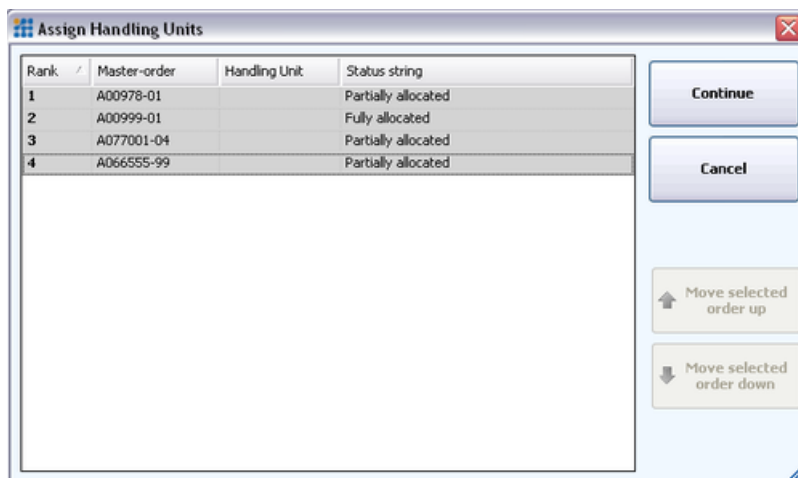 Assign Handling Units
Rank Master-order Handling Unit Status string
1 A00978-01 Partially allocated
2 A00999-01 Fully allocated
3 A077001-04 Partially allocated
4 A066555-99 Partially allocated
Continue
Cancel
Move selected
order up
Move selected
order down